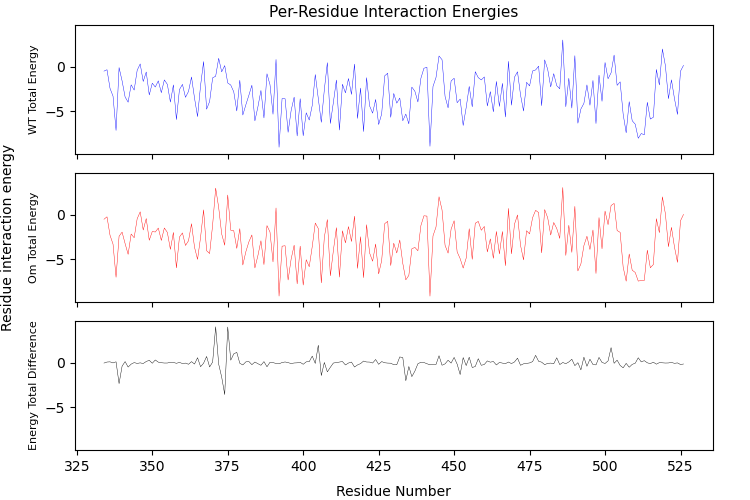 Per-Residue Interaction Energies
Residue interaction energy
WT Total Energy
0
−5
Om Total Energy
0
−5
Energy Total Difference
0
−5
325 350 375 400 425 450 475 500 525
Residue Number